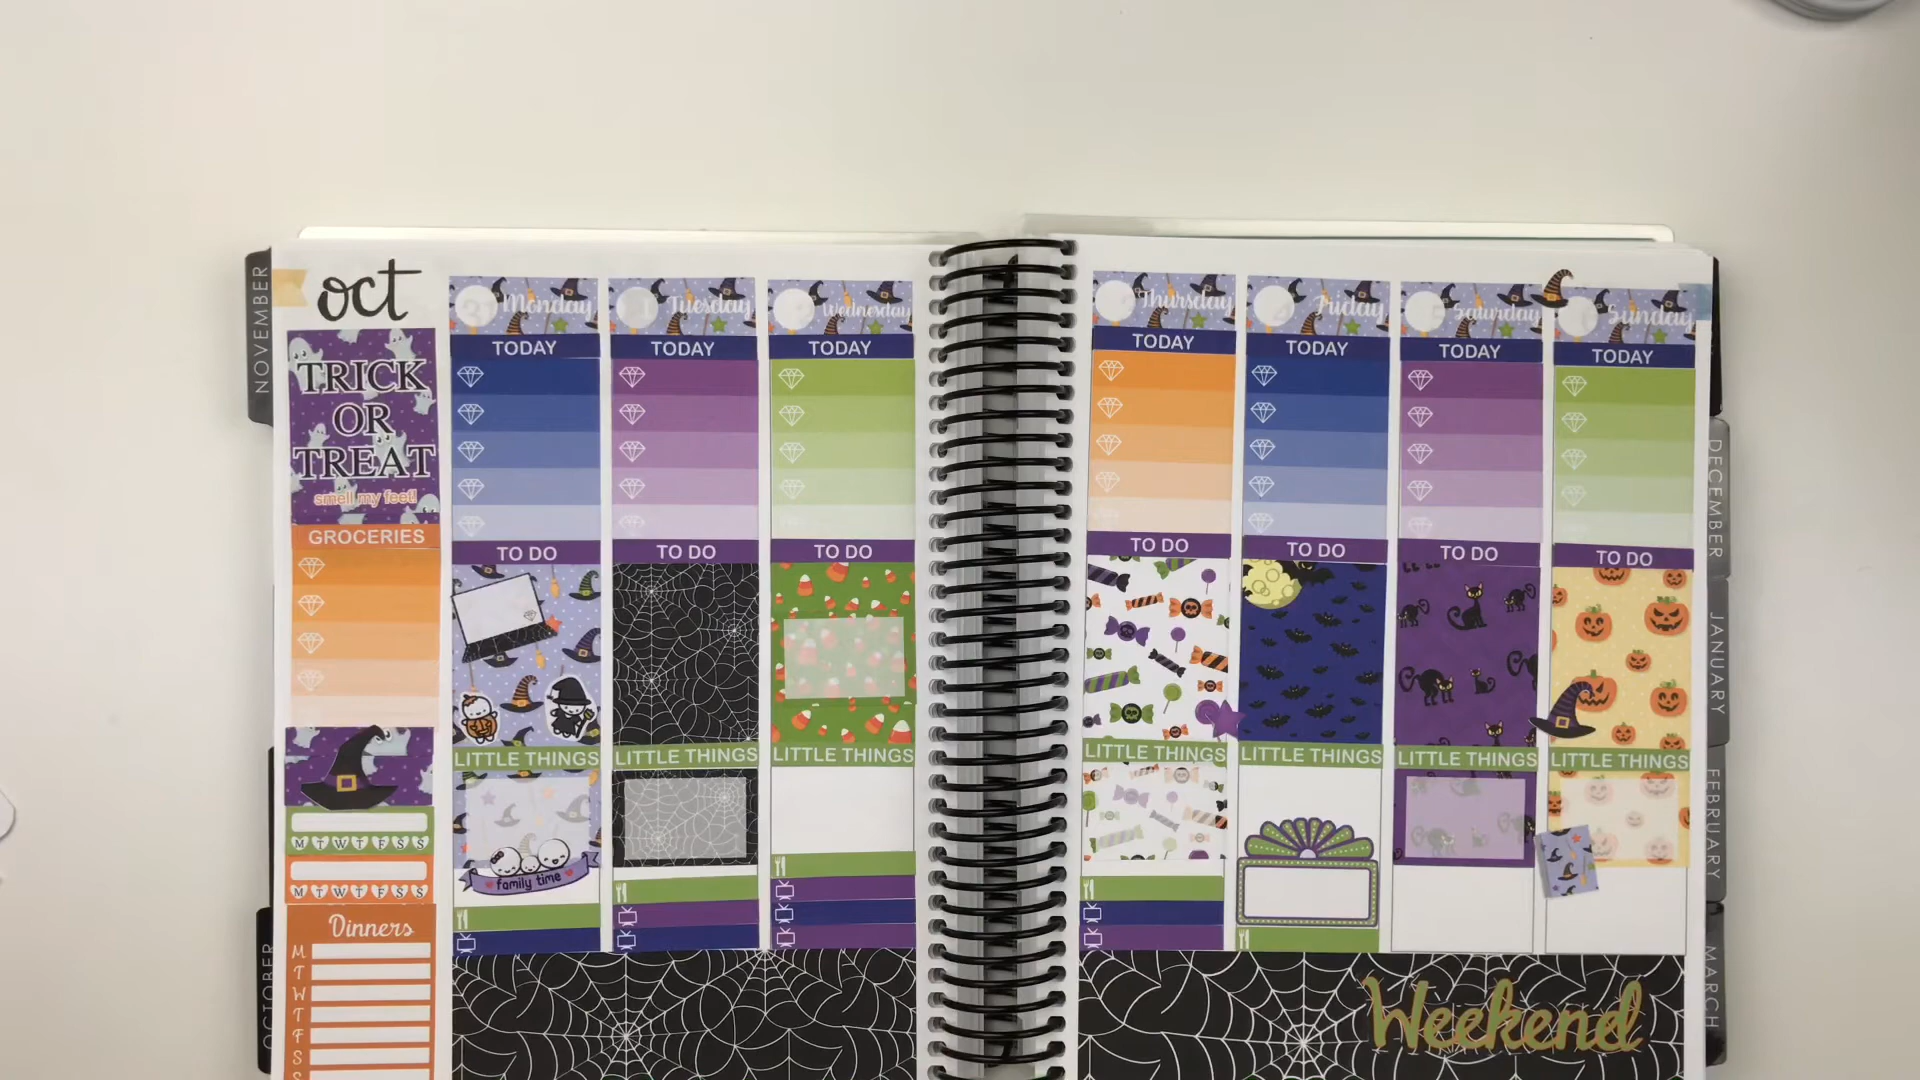 NOVEMBER
oct
TRICK
OR
TREAT
smell my feet!
GROCERIES
M T W T F S S
M T W T F S S
Dinners
M
T
W
T
F
S
S
OCTOBER
Monday
TODAY
TO DO
LITTLE THINGS
family time
Tuesday
TODAY
TO DO
LITTLE THINGS
Wednesday
TODAY
TO DO
LITTLE THINGS
Thursday
TODAY
TO DO
LITTLE THINGS
Friday
TODAY
TO DO
LITTLE THINGS
Saturday
TODAY
TO DO
LITTLE THINGS
Sunday
TODAY
TO DO
LITTLE THINGS
Weekend
DECEMBER
JANUARY
FEBRUARY
MARCH